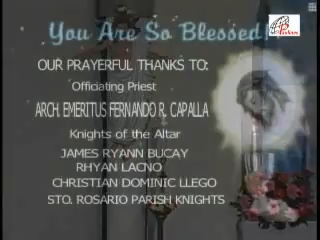 You Are So Blessed!
OUR PRAYERFUL THANKS TO:
Officiating Priest
ARCH. EMERITUS FERNANDO R. CAPALLA
Knights of the Altar
JAMES RYANN BUCAY
RHYAN LACNO
CHRISTIAN DOMINIC LLEGO
STO. ROSARIO PARISH KNIGHTS